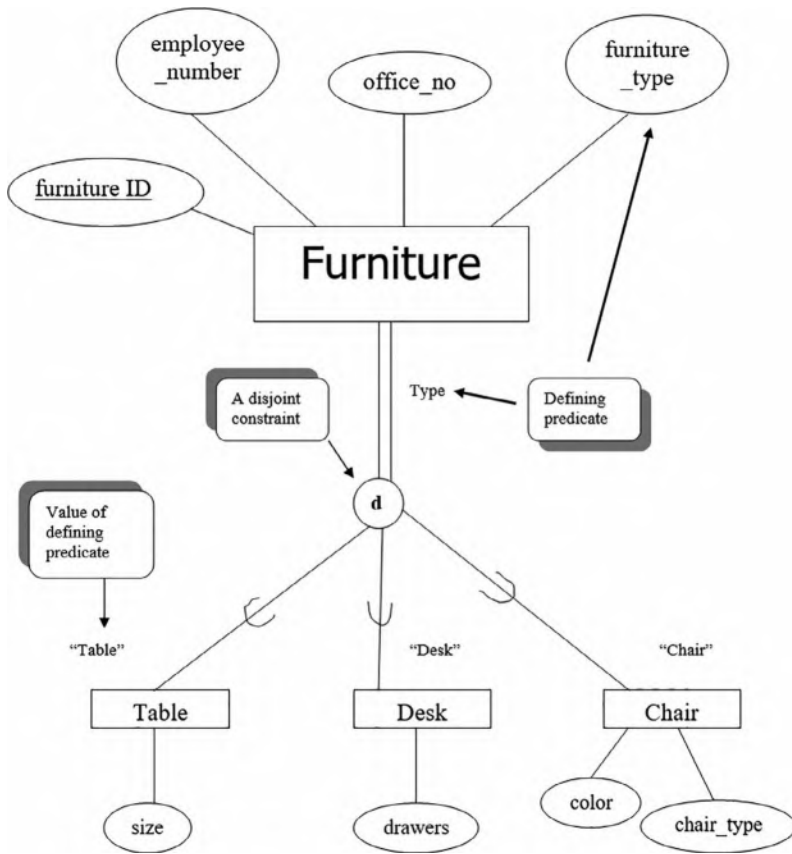 employee
_number
office_no
furniture
_type
furniture ID
Furniture
A disjoint
constraint
Type
Defining
predicate
d
Value of
defining
predicate
“Table”
“Desk”
“Chair”
Table
Desk
Chair
size
drawers
color
chair_type